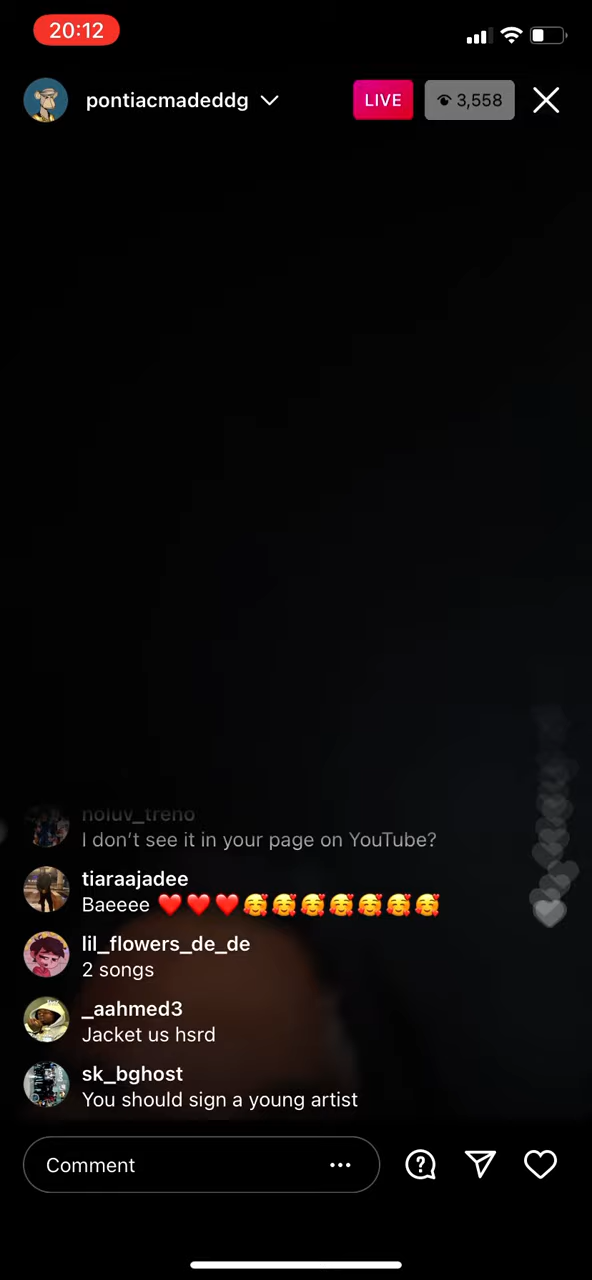 20:12
pontiacmadeddg
LIVE
3,558
noluv_treno
I don't see it in your page on YouTube?
tiaraajadee
Baeeee ❤️❤️❤️🥰🥰🥰🥰🥰🥰🥰
lil_flowers_de_de
2 songs
_aahmed3
Jacket us hsrd
sk_bghost
You should sign a young artist
Comment